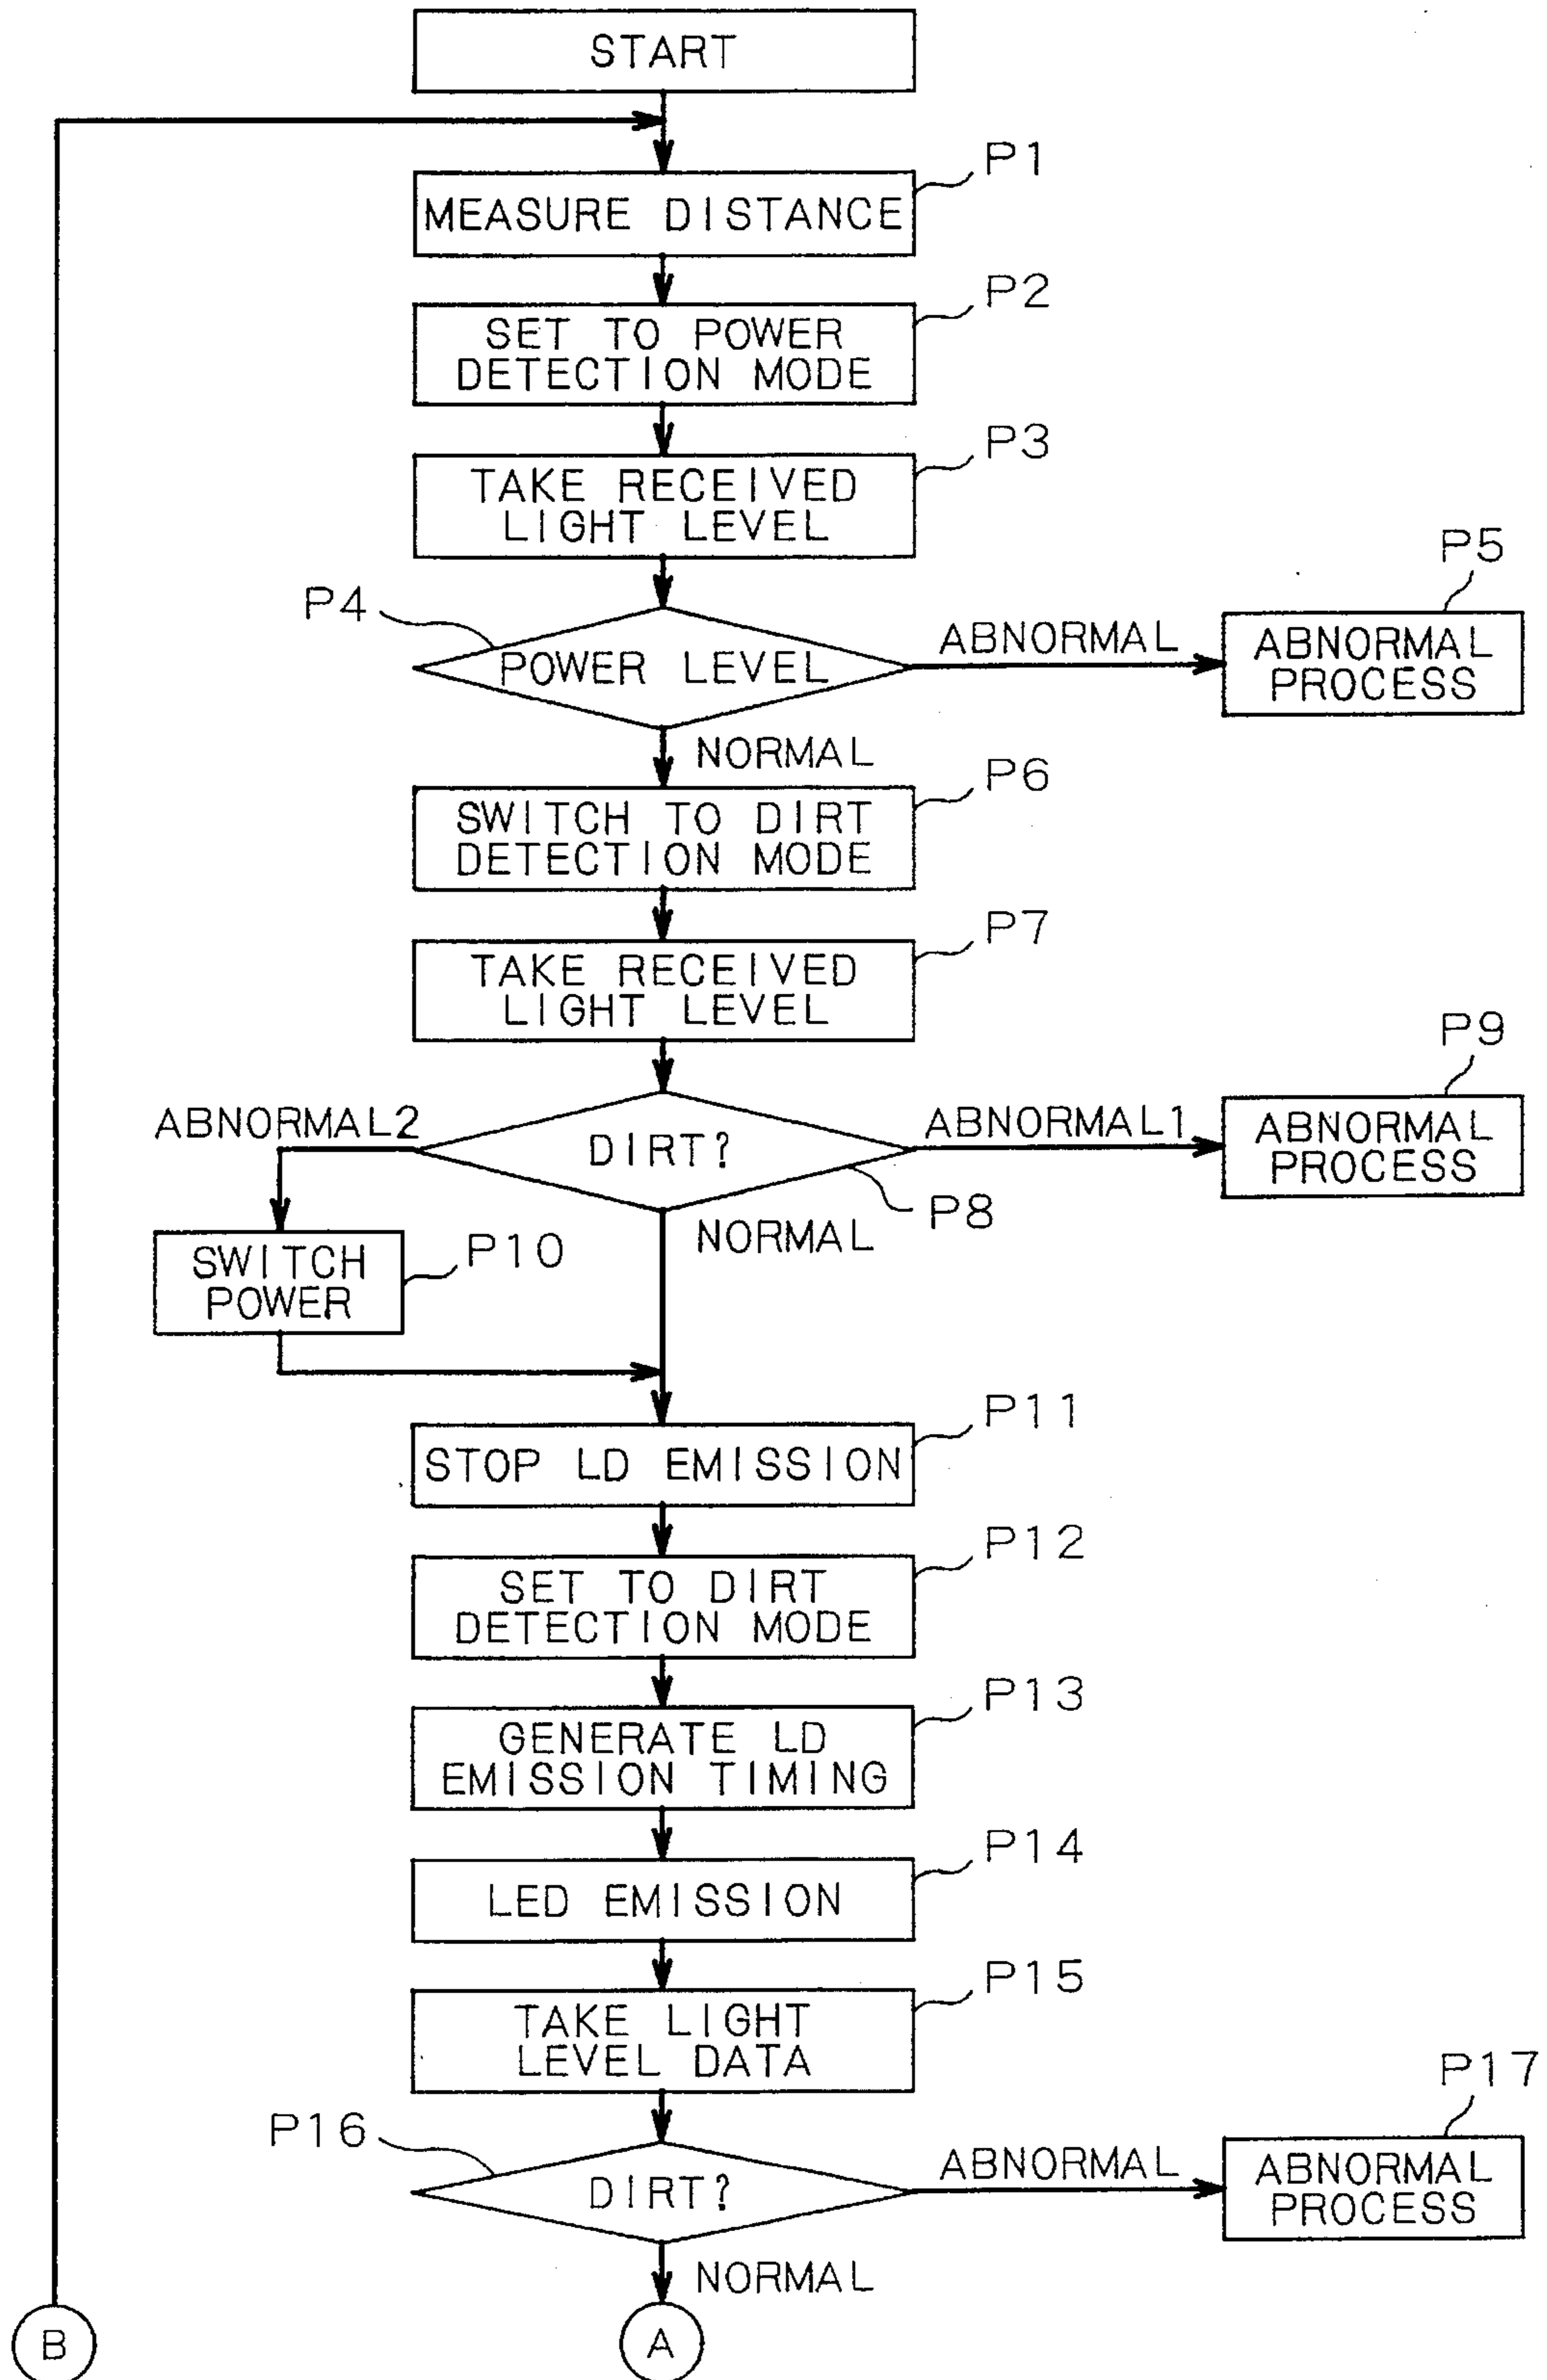 START
P1
MEASURE DISTANCE
P2
SET TO POWER
DETECTION MODE
P3
TAKE RECEIVED
LIGHT LEVEL
P4
POWER LEVEL
ABNORMAL
P5
ABNORMAL
PROCESS
NORMAL
P6
SWITCH TO DIRT
DETECTION MODE
P7
TAKE RECEIVED
LIGHT LEVEL
ABNORMAL2
DIRT?
ABNORMAL1
P9
ABNORMAL
PROCESS
P8
NORMAL
SWITCH
POWER
P10
P11
STOP LD EMISSION
P12
SET TO DIRT
DETECTION MODE
P13
GENERATE LD
EMISSION TIMING
P14
LED EMISSION
P15
TAKE LIGHT
LEVEL DATA
P16
DIRT?
ABNORMAL
P17
ABNORMAL
PROCESS
NORMAL
B
A